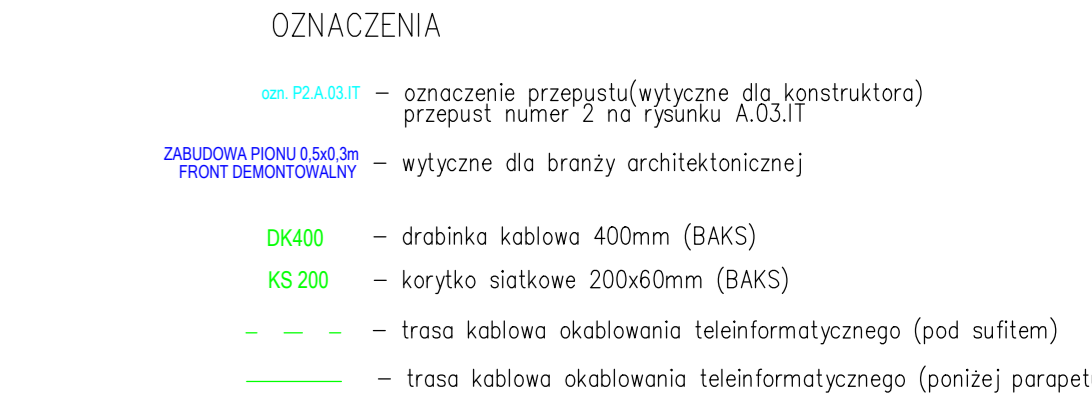 OZNACZENIA
ozn. P2.A.03.IT – oznaczenie przepustu(wytyczne dla konstruktora)
przepust numer 2 na rysunku A.03.IT
ZABUDOWA PIONU 0,5x0,3m
FRONT DEMONTOWALNY – wytyczne dla branży architektonicznej
DK400 – drabinka kablowa 400mm (BAKS)
KS 200 – korytko siatkowe 200x60mm (BAKS)
– trasa kablowa okablowania teleinformatycznego (pod sufitem)
– trasa kablowa okablowania teleinformatycznego (poniżej